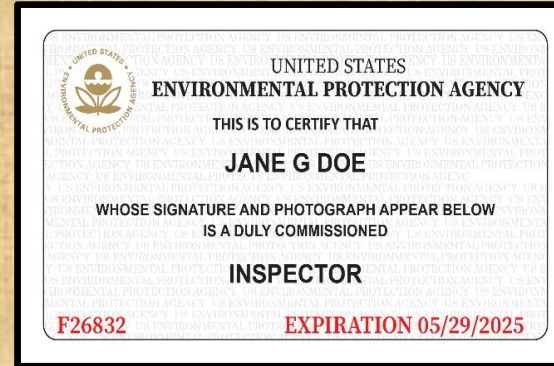 UNITED STATES
ENVIRONMENTAL PROTECTION AGENCY
UNITED STATES ENVIRONMENTAL PROTECTION AGENCY
THIS IS TO CERTIFY THAT
JANE G DOE
WHOSE SIGNATURE AND PHOTOGRAPH APPEAR BELOW
IS A DULY COMMISSIONED
INSPECTOR
F26832 EXPIRATION 05/29/2025